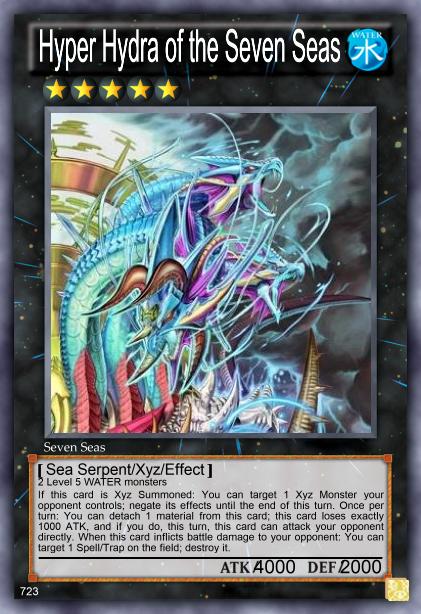 Hyper Hydra of the Seven Seas
WATER
水
Seven Seas
[ Sea Serpent/Xyz/Effect ]
2 Level 5 WATER monsters
If this card is Xyz Summoned: You can target 1 Xyz Monster your
opponent controls; negate its effects until the end of this turn. Once per
turn: You can detach 1 material from this card; this card loses exactly
1000 ATK, and if you do, this turn, this card can attack your opponent
directly. When this card inflicts battle damage to your opponent: You can
target 1 Spell/Trap on the field; destroy it.
ATK/4000 DEF/2000
723